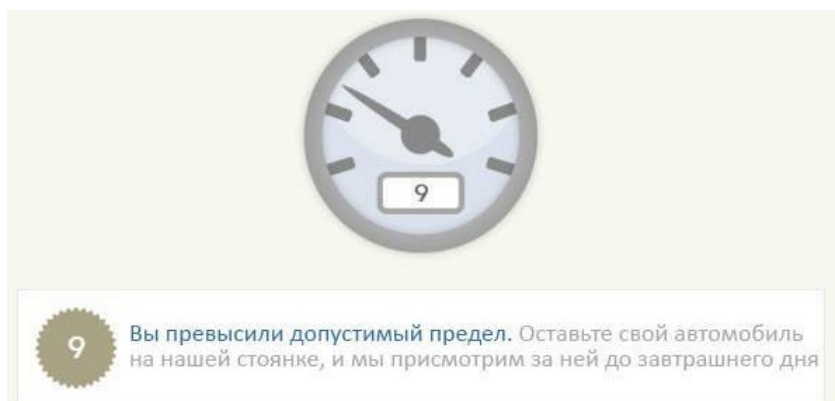 9
9
Вы превысили допустимый предел. Оставьте свой автомобиль
на нашей стоянке, и мы присмотрим за ней до завтрашнего дня